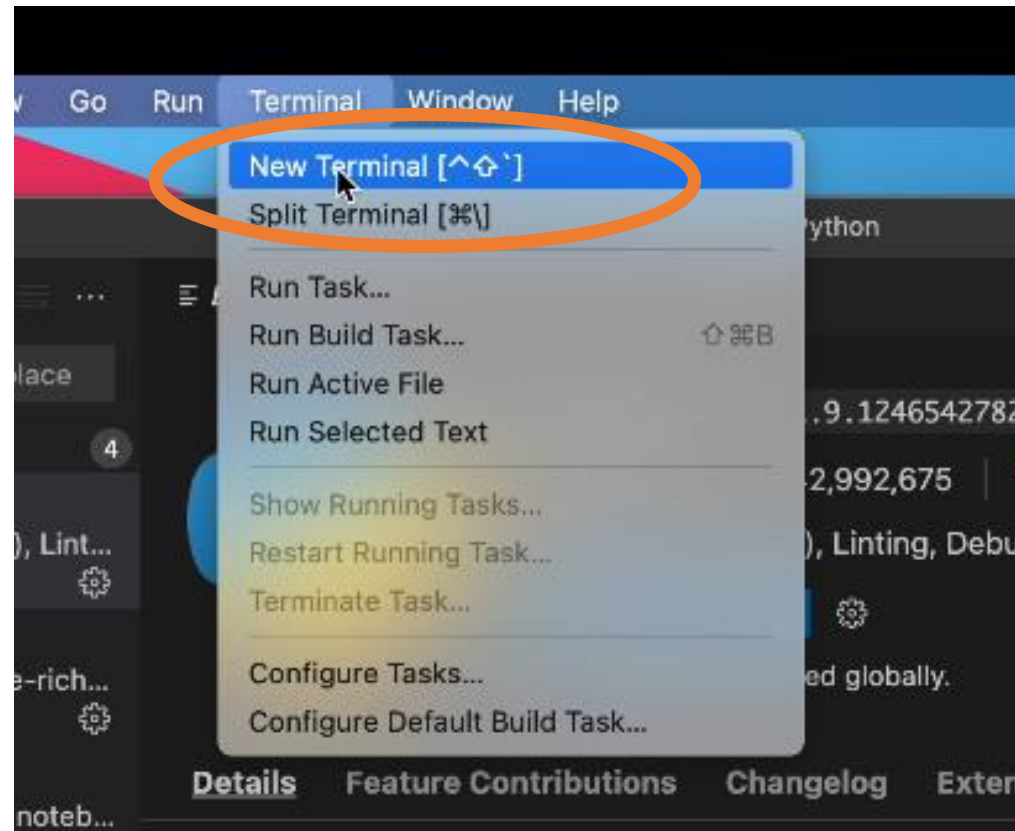 Go Run Terminal Window Help
New Terminal [^⇧`]
Split Terminal [⌘\]
ython
...
Run Task...
Run Build Task... ⇧⌘B
lace
Run Active File
.9.1246542782
4
Run Selected Text
2,992,675
Show Running Tasks...
), Lint...
), Linting, Debu
Restart Running Task...
Terminate Task...
e-rich...
Configure Tasks...
ed globally.
Configure Default Build Task...
Details Feature Contributions Changelog Exten
noteb...